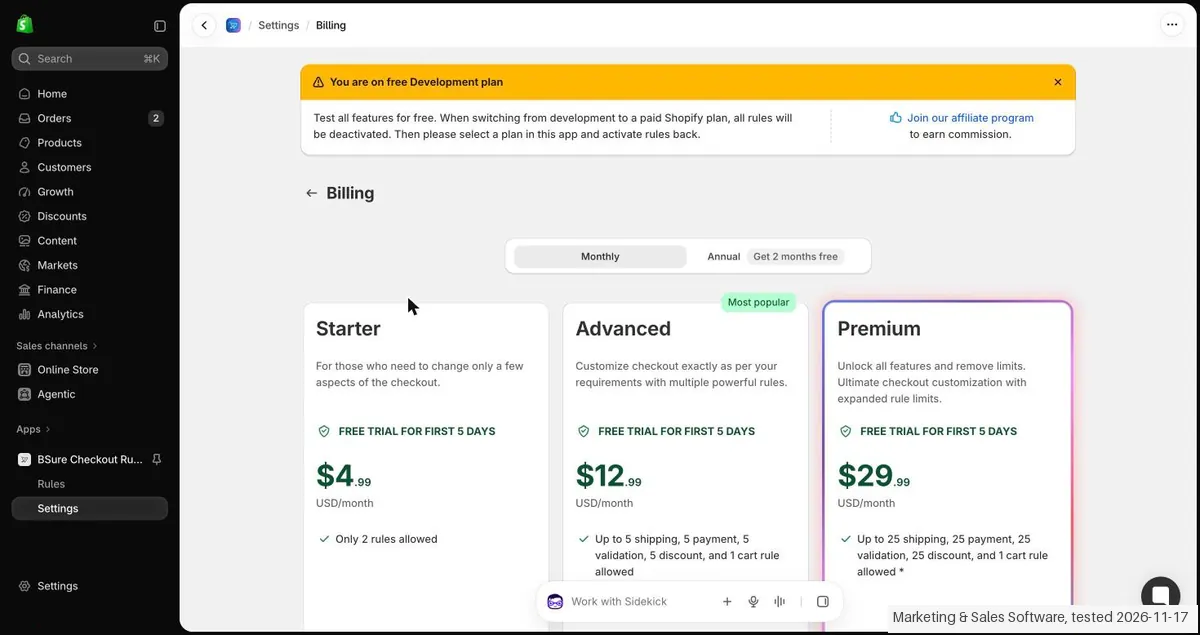 Search ⌘K
Home
Orders 2
Products
Customers
Growth
Discounts
Content
Markets
Finance
Analytics
Sales channels
Online Store
Agentic
Apps
BSure Checkout Ru...
Rules
Settings
Settings
/ Settings / Billing
You are on free Development plan
Test all features for free. When switching from development to a paid Shopify plan, all rules will
be deactivated. Then please select a plan in this app and activate rules back.
Join our affiliate program
to earn commission.
Billing
Monthly
Annual Get 2 months free
Starter
For those who need to change only a few
aspects of the checkout.
FREE TRIAL FOR FIRST 5 DAYS
$4.99
USD/month
Only 2 rules allowed
Most popular
Advanced
Customize checkout exactly as per your
requirements with multiple powerful rules.
FREE TRIAL FOR FIRST 5 DAYS
$12.99
USD/month
Up to 5 shipping, 5 payment, 5
validation, 5 discount, and 1 cart rule
allowed
Premium
Unlock all features and remove limits.
Ultimate checkout customization with
expanded rule limits.
FREE TRIAL FOR FIRST 5 DAYS
$29.99
USD/month
Up to 25 shipping, 25 payment, 25
validation, 25 discount, and 1 cart rule
allowed *
Work with Sidekick
Marketing & Sales Software, tested 2026-11-17